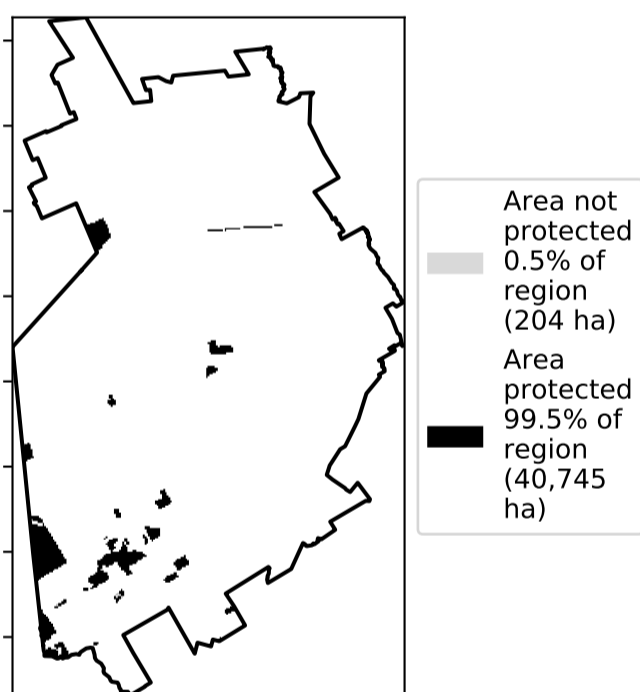 Area not
protected
0.5% of
region
(204 ha)
Area
protected
99.5% of
region
(40,745
ha)